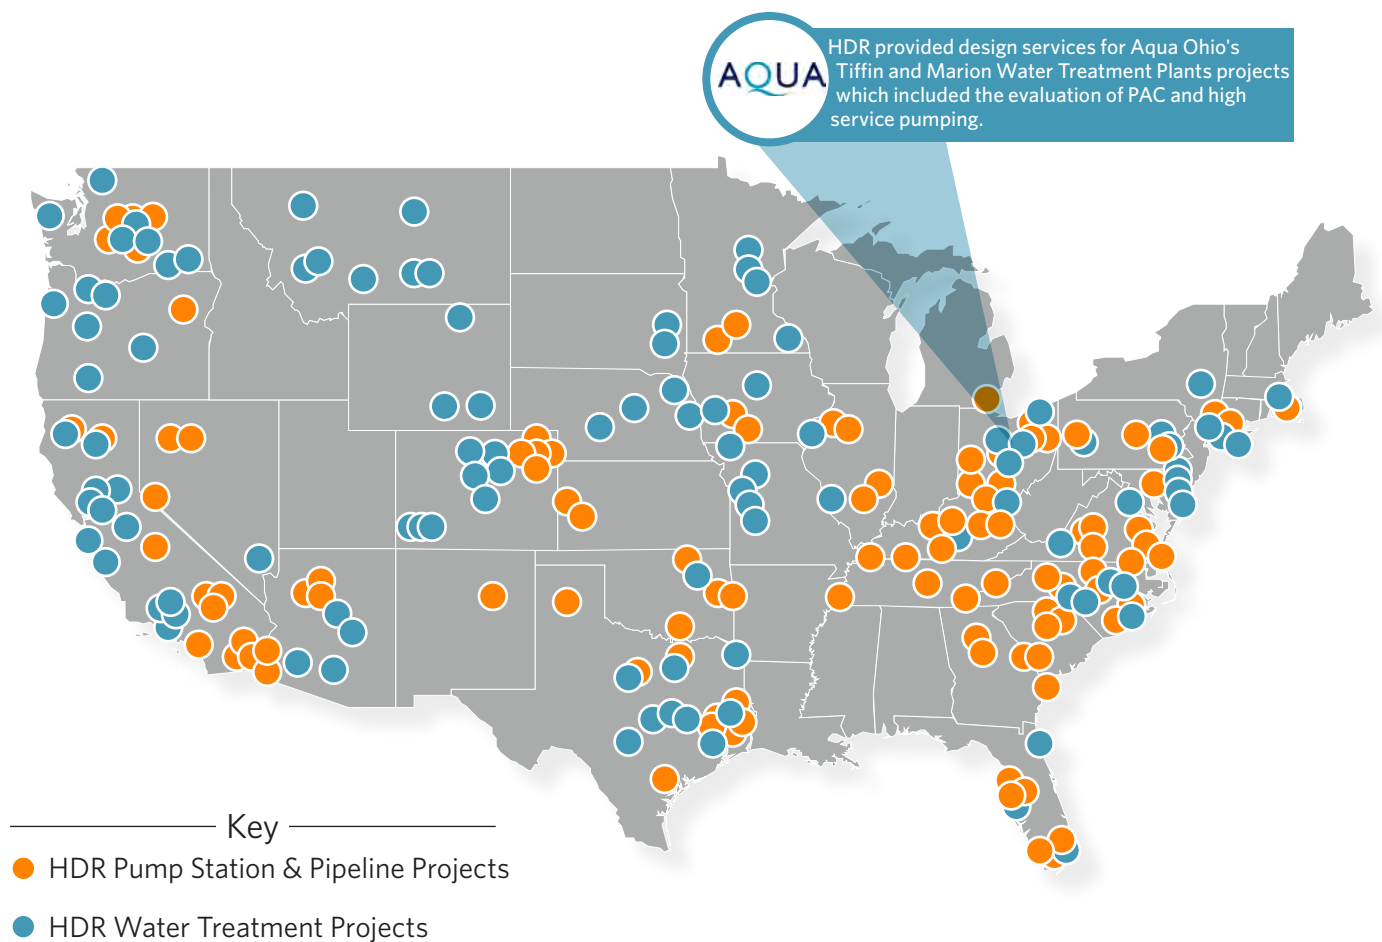 HDR provided design services for Aqua Ohio's
AQUA
Tiffin and Marion Water Treatment Plants projects
which included the evaluation of PAC and high
service pumping.
Key
HDR Pump Station & Pipeline Projects
HDR Water Treatment Projects